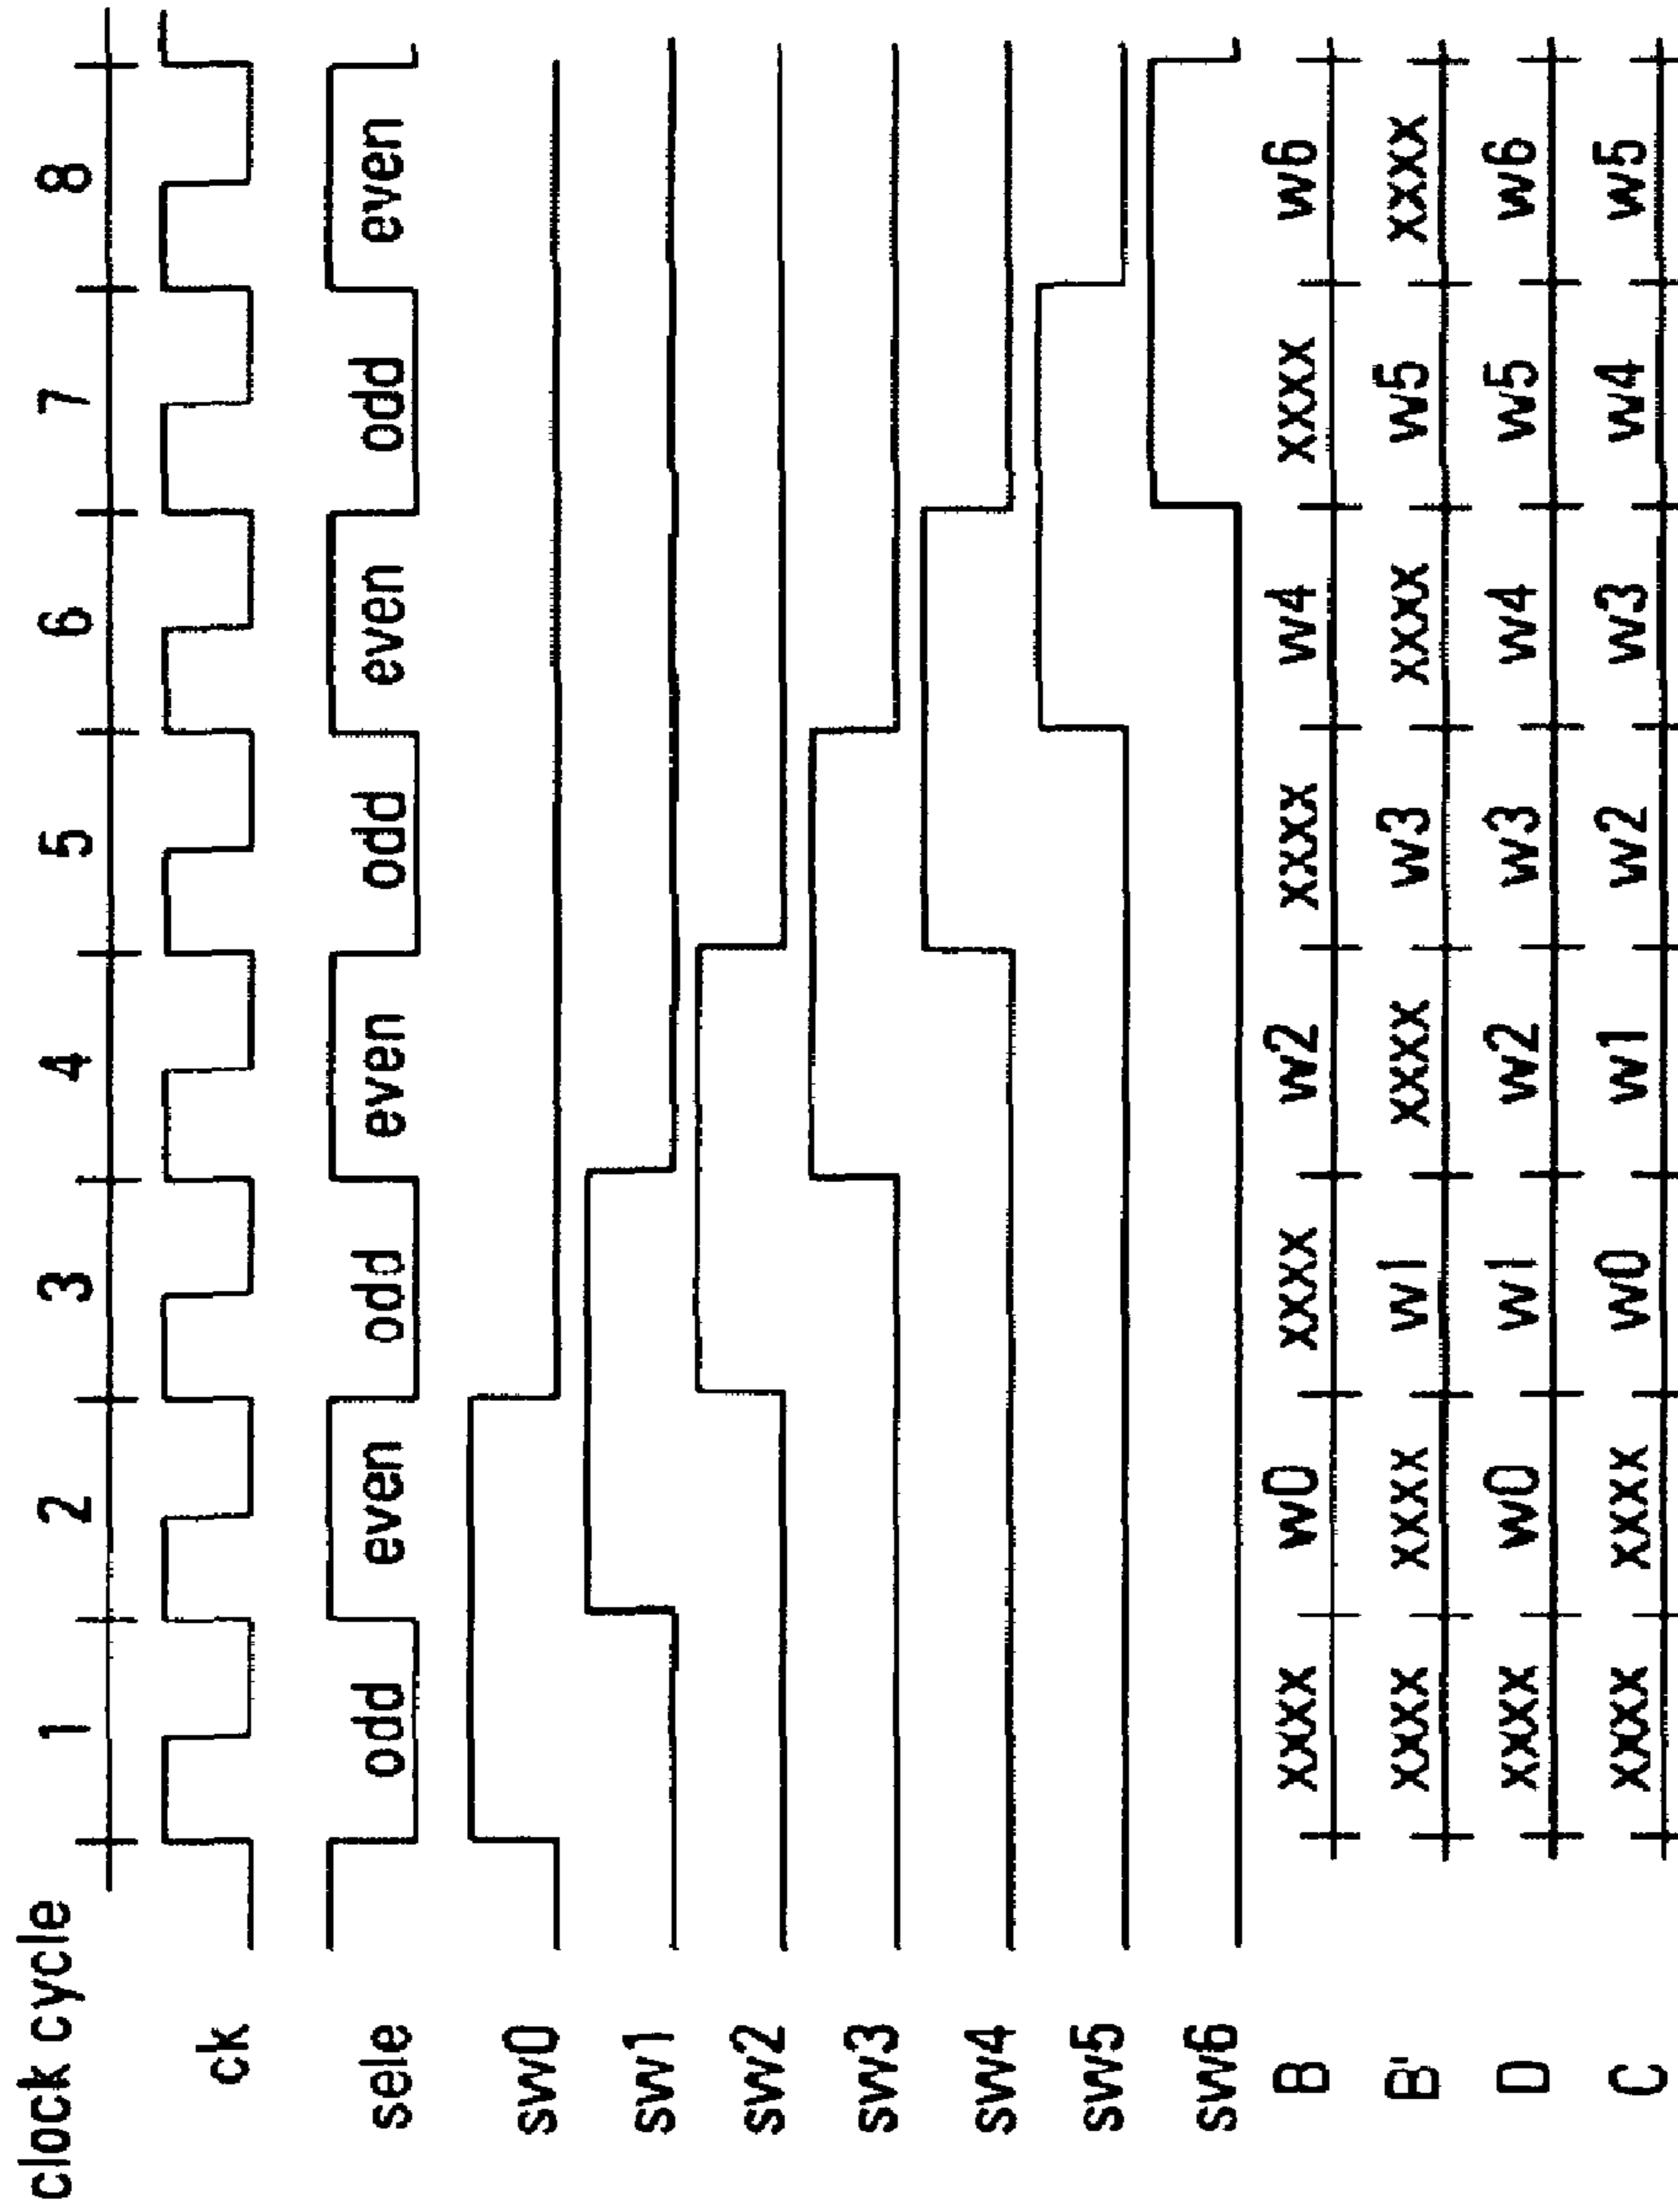 clock cycle 1 2 3 4 5 6 7 8
ck
sele odd even odd even odd even odd even
sw0
sw1
sw2
sw3
sw4
sw5
sw6
B xxxx w0 xxxx w2 xxxx w4 xxxx w6
B' xxxx xxxx w1 xxxx w3 xxxx w5 xxxx
D xxxx w0 w1 w2 w3 w4 w5 w6
C xxxx xxxx w0 w1 w2 w3 w4 w5